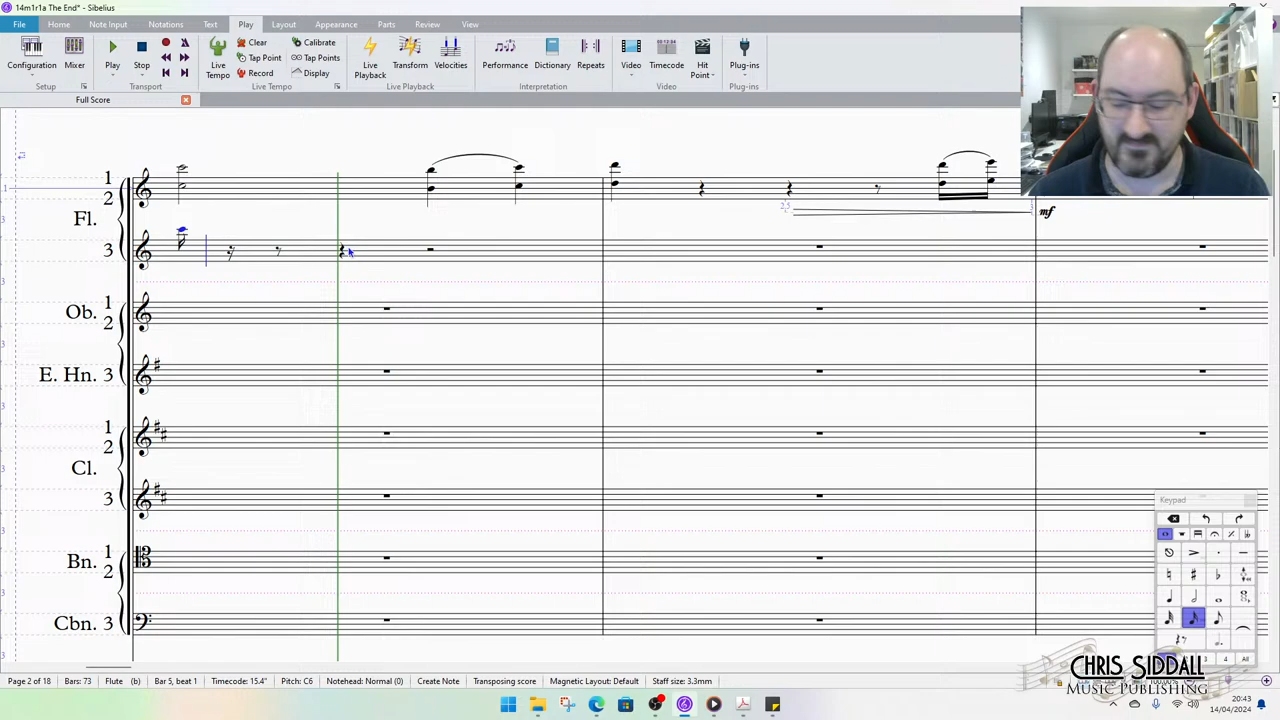 14m1r1a The End* - Sibelius
File Home Note Input Notations Text Play Layout Appearance Parts Review View
Configuration Mixer Play Stop Live Tempo Clear Tap Point Record Calibrate Tap Points Display Live Playback Transform Velocities Performance Dictionary Repeats Video Timecode Hit Point Plug-ins
Setup Transport Live Tempo Live Playback Interpretation Video Plug-ins
Full Score
1
2
Fl.
3
mf
Ob. 1
2
E. Hn. 3
Cl. 1
2
3
Bn. 1
2
Cbn. 3
Keypad
3 4 All
CHRIS SIDDALL
MUSIC PUBLISHING
Page 2 of 18 Bars: 73 Flute (b) Bar 5, beat 1 Timecode: 15.4" Pitch: C6 Notehead: Normal (0) Create Note Transposing score Magnetic Layout: Default Staff size: 3.3mm
20:43
14/04/2024